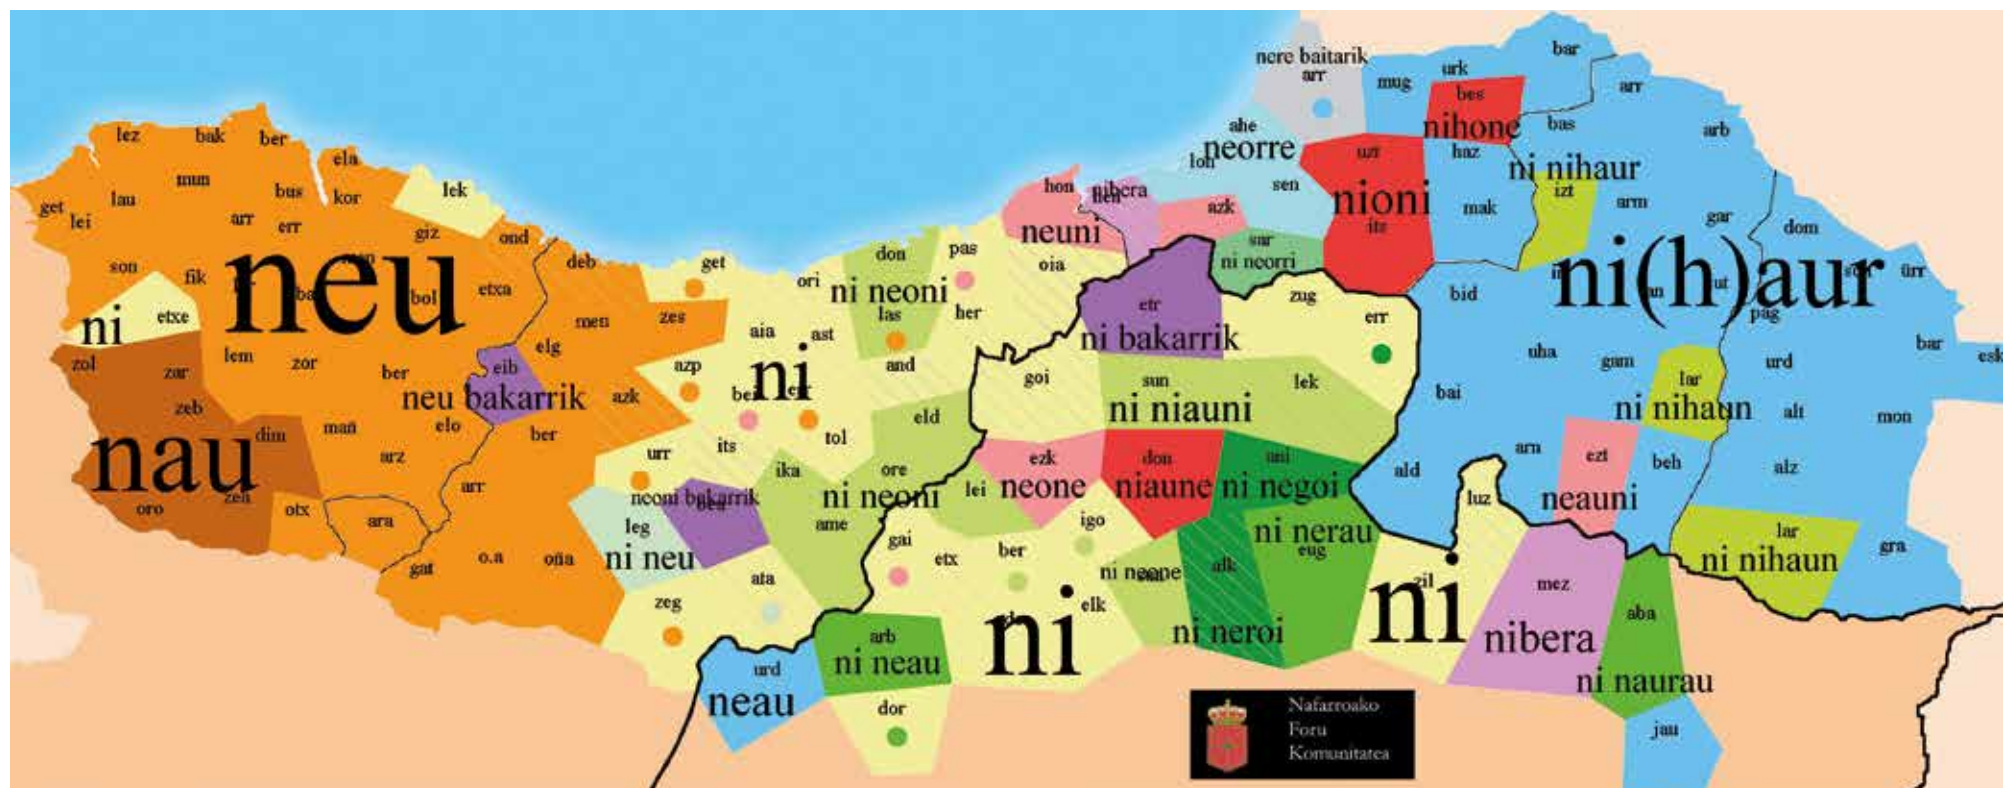 bar
nere baitarik
arr
urk
mug
arr
bes
nihone
bas
arb
lez
bak
ber
ahe
neorre
loh
uzt
haz
ni nihaur
ela
mun
bus
kor
lek
hon
nibera
hen
sen
izt
lau
get
lei
arr
err
azk
nioni
its
mak
arm
gar
dom
giz
ond
neuni
sar
ni neorri
son
fik
neu
deb
get
don
pas
oia
ori
ni neoni
las
her
etxa
bol
etxe
ni
men
zes
aia
ast
etr
ni bakarrik
zug
err
bid
ni(h)aur
ürr
pag
zol
zar
lem
zor
ber
elg
eib
neu bakarrik
azk
azp
ni
and
goi
sun
lek
ni niauni
uha
gam
urd
bar
esk
bai
lar
ni nihaun
alt
mon
zeb
dim
man
elo
ber
arz
nau
zen
oro
otx
ara
arr
its
tol
eld
urr
neoni bakarrik
ika
ore
ni neoni
ame
lei
ezk
neone
don
niaune
ni negoi
ald
arn
ezt
neauni
beh
alz
luz
leg
ni neu
gat
o.a
oña
ata
zeg
gai
etx
ber
igo
ni neone
alk
ni nerau
eug
lar
ni nihaun
gra
elk
ni
zil
ni
mez
nibera
aba
ni naurau
ni neroi
arb
ni neau
urd
neau
dor
jau
Nafarroako
Foru
Komunitatea